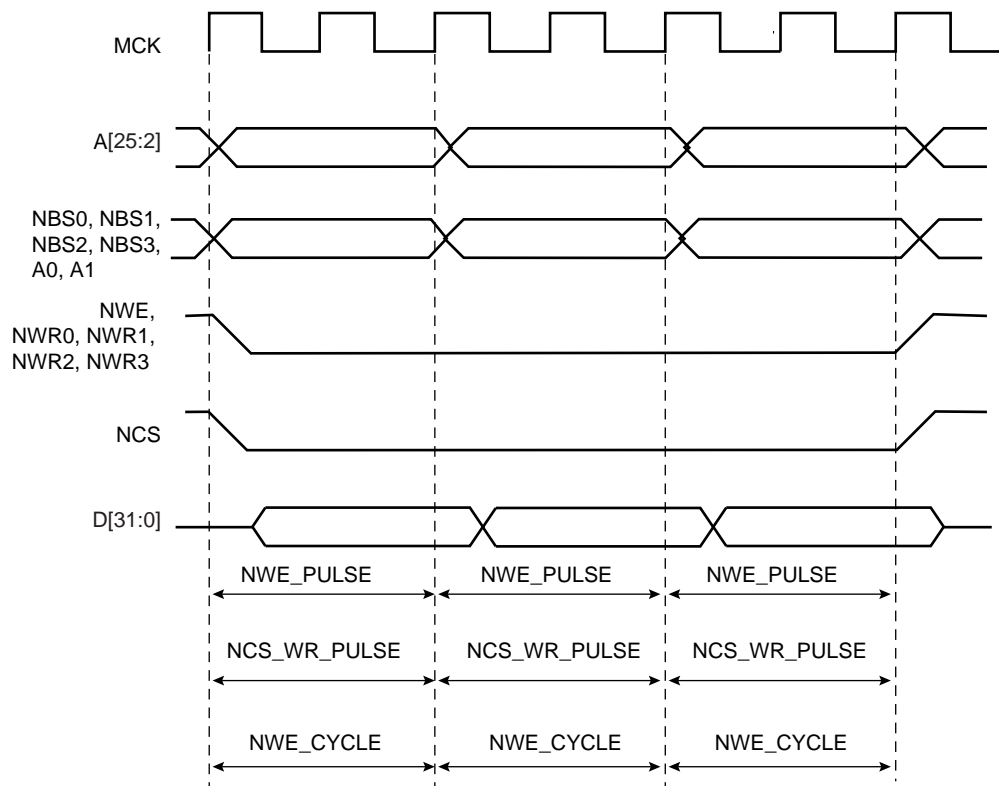 MCK
A[25:2]
NBS0, NBS1,
NBS2, NBS3,
A0, A1
NWE,
NWR0, NWR1,
NWR2, NWR3
NCS
D[31:0]
NWE_PULSE NWE_PULSE NWE_PULSE
NCS_WR_PULSE NCS_WR_PULSE NCS_WR_PULSE
NWE_CYCLE NWE_CYCLE NWE_CYCLE